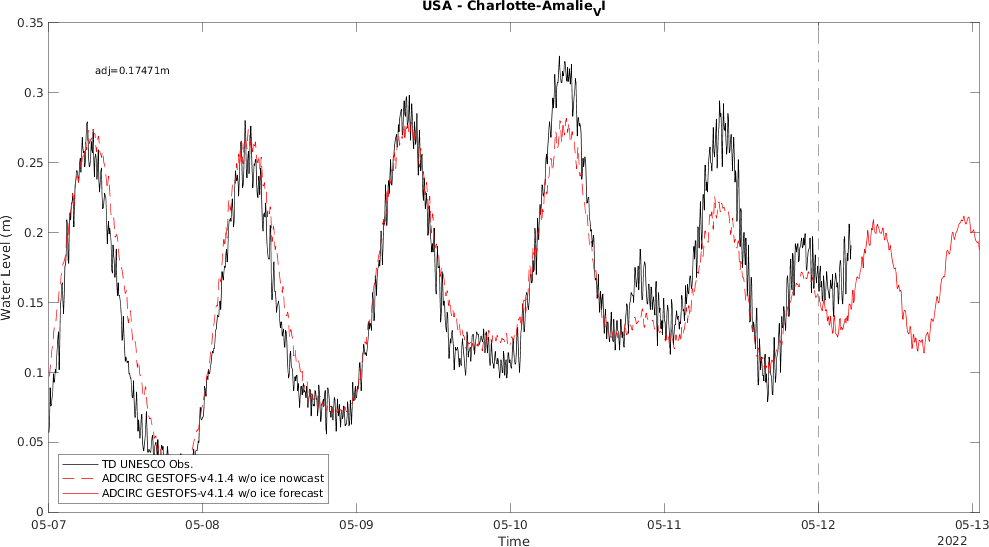 USA - Charlotte-AmalieVI
0.35
adj=0.17471m
0.3
0.25
0.2
0.15
0.1
0.05
0
Water Level (m)
TD UNESCO Obs.
ADCIRC GESTOFS-v4.1.4 w/o ice nowcast
ADCIRC GESTOFS-v4.1.4 w/o ice forecast
05-07 05-08 05-09 05-10 05-11 05-12 05-13
Time
2022